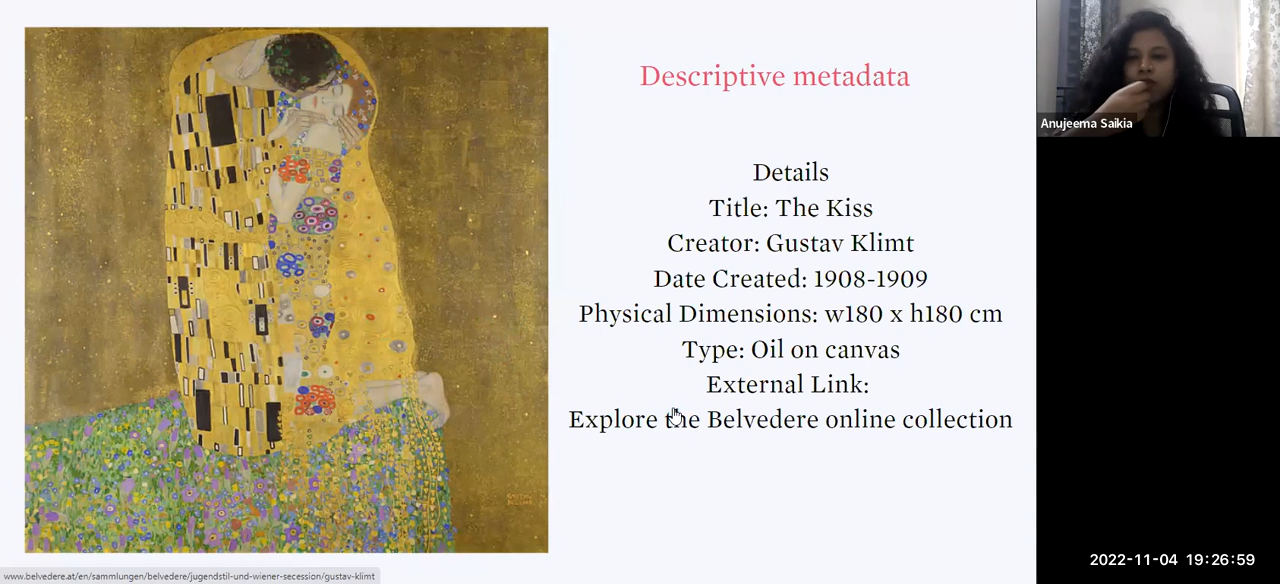 Descriptive metadata
Details
Title: The Kiss
Creator: Gustav Klimt
Date Created: 1908-1909
Physical Dimensions: w180 x h180 cm
Type: Oil on canvas
External Link:
Explore the Belvedere online collection
Anujeema Saikia
2022-11-04 19:26:59
www.belvedere.at/en/sammlungen/belvedere/jugendstil-und-wiener-secession/gustav-klimt